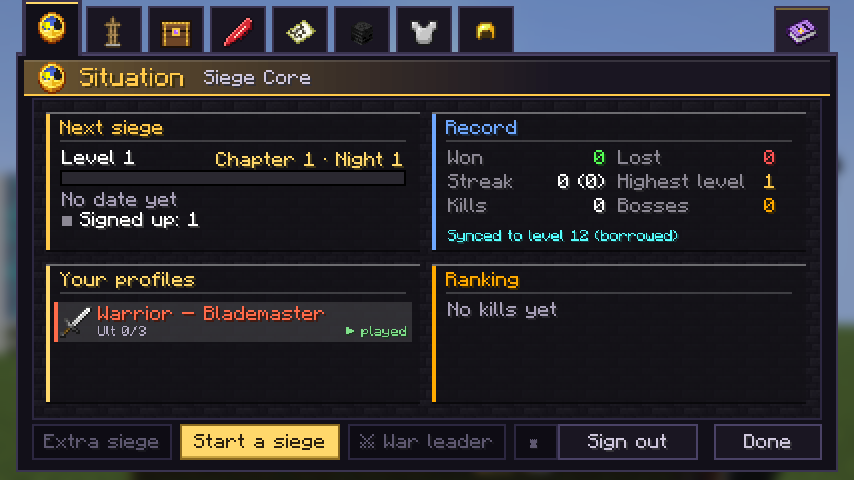 Situation Siege Core
Next siege
Level 1 Chapter 1 · Night 1
No date yet
Signed up: 1
Record
Won 0 Lost 0
Streak 0 (0) Highest level 1
Kills 0 Bosses 0
Synced to level 12 (borrowed)
Your profiles
Warrior — Blademaster
Ult 0/3 ▶ played
Ranking
No kills yet
Extra siege Start a siege ⚔ War leader Sign out Done